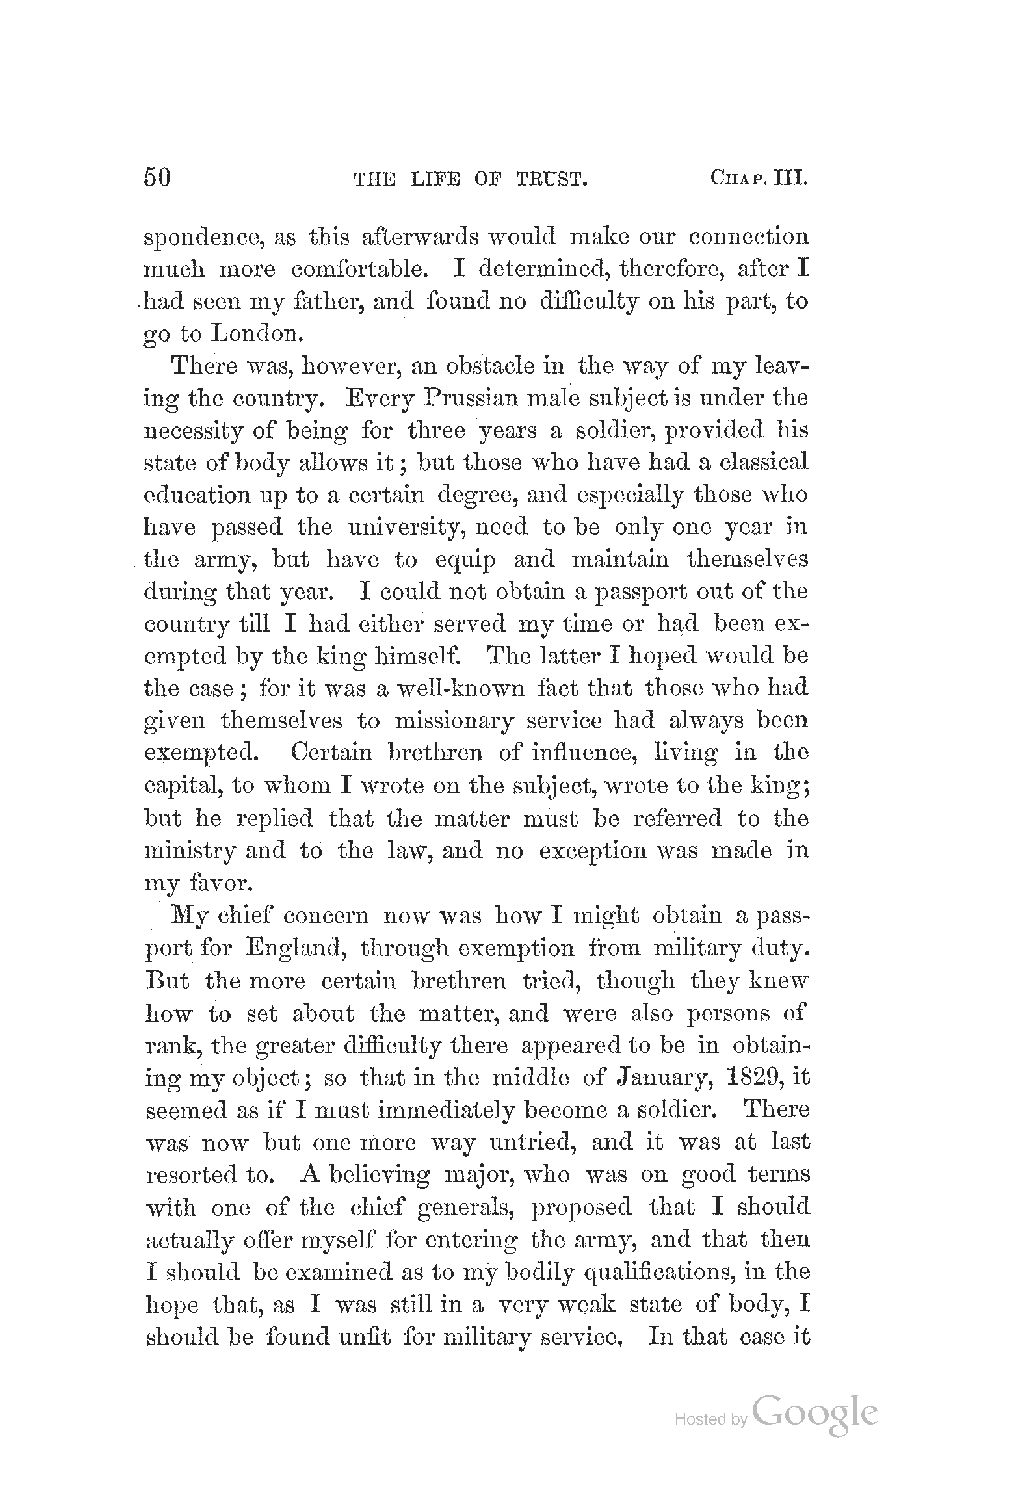 50 THE LIFE OF TRUST. CHAP. III.
spondence, as this afterwards would make our connection
much more comfortable. I determined, therefore, after I
had seen my father, and found no difficulty on his part, to
go to London.
There was, however, an obstacle in the way of my leav-
ing the country. Every Prussian male subject is under the
necessity of being for three years a soldier, provided his
state of body allows it; but those who have had a classical
education up to a certain degree, and especially those who
have passed the university, need to be only one year in
the army, but have to equip and maintain themselves
during that year. I could not obtain a passport out of the
country till I had either served my time or had been ex-
empted by the king himself. The latter I hoped would be
the case; for it was a well-known fact that those who had
given themselves to missionary service had always been
exempted. Certain brethren of influence, living in the
capital, to whom I wrote on the subject, wrote to the king;
but he replied that the matter must be referred to the
ministry and to the law, and no exception was made in
my favor.
My chief concern now was how I might obtain a pass-
port for England, through exemption from military duty.
But the more certain brethren tried, though they knew
how to set about the matter, and were also persons of
rank, the greater difficulty there appeared to be in obtain-
ing my object; so that in the middle of January, 1829, it
seemed as if I must immediately become a soldier. There
was now but one more way untried, and it was at last
resorted to. A believing major, who was on good terms
with one of the chief generals, proposed that I should
actually offer myself for entering the army, and that then
I should be examined as to my bodily qualifications, in the
hope that, as I was still in a very weak state of body, I
should be found unfit for military service. In that case it
Hosted by Google